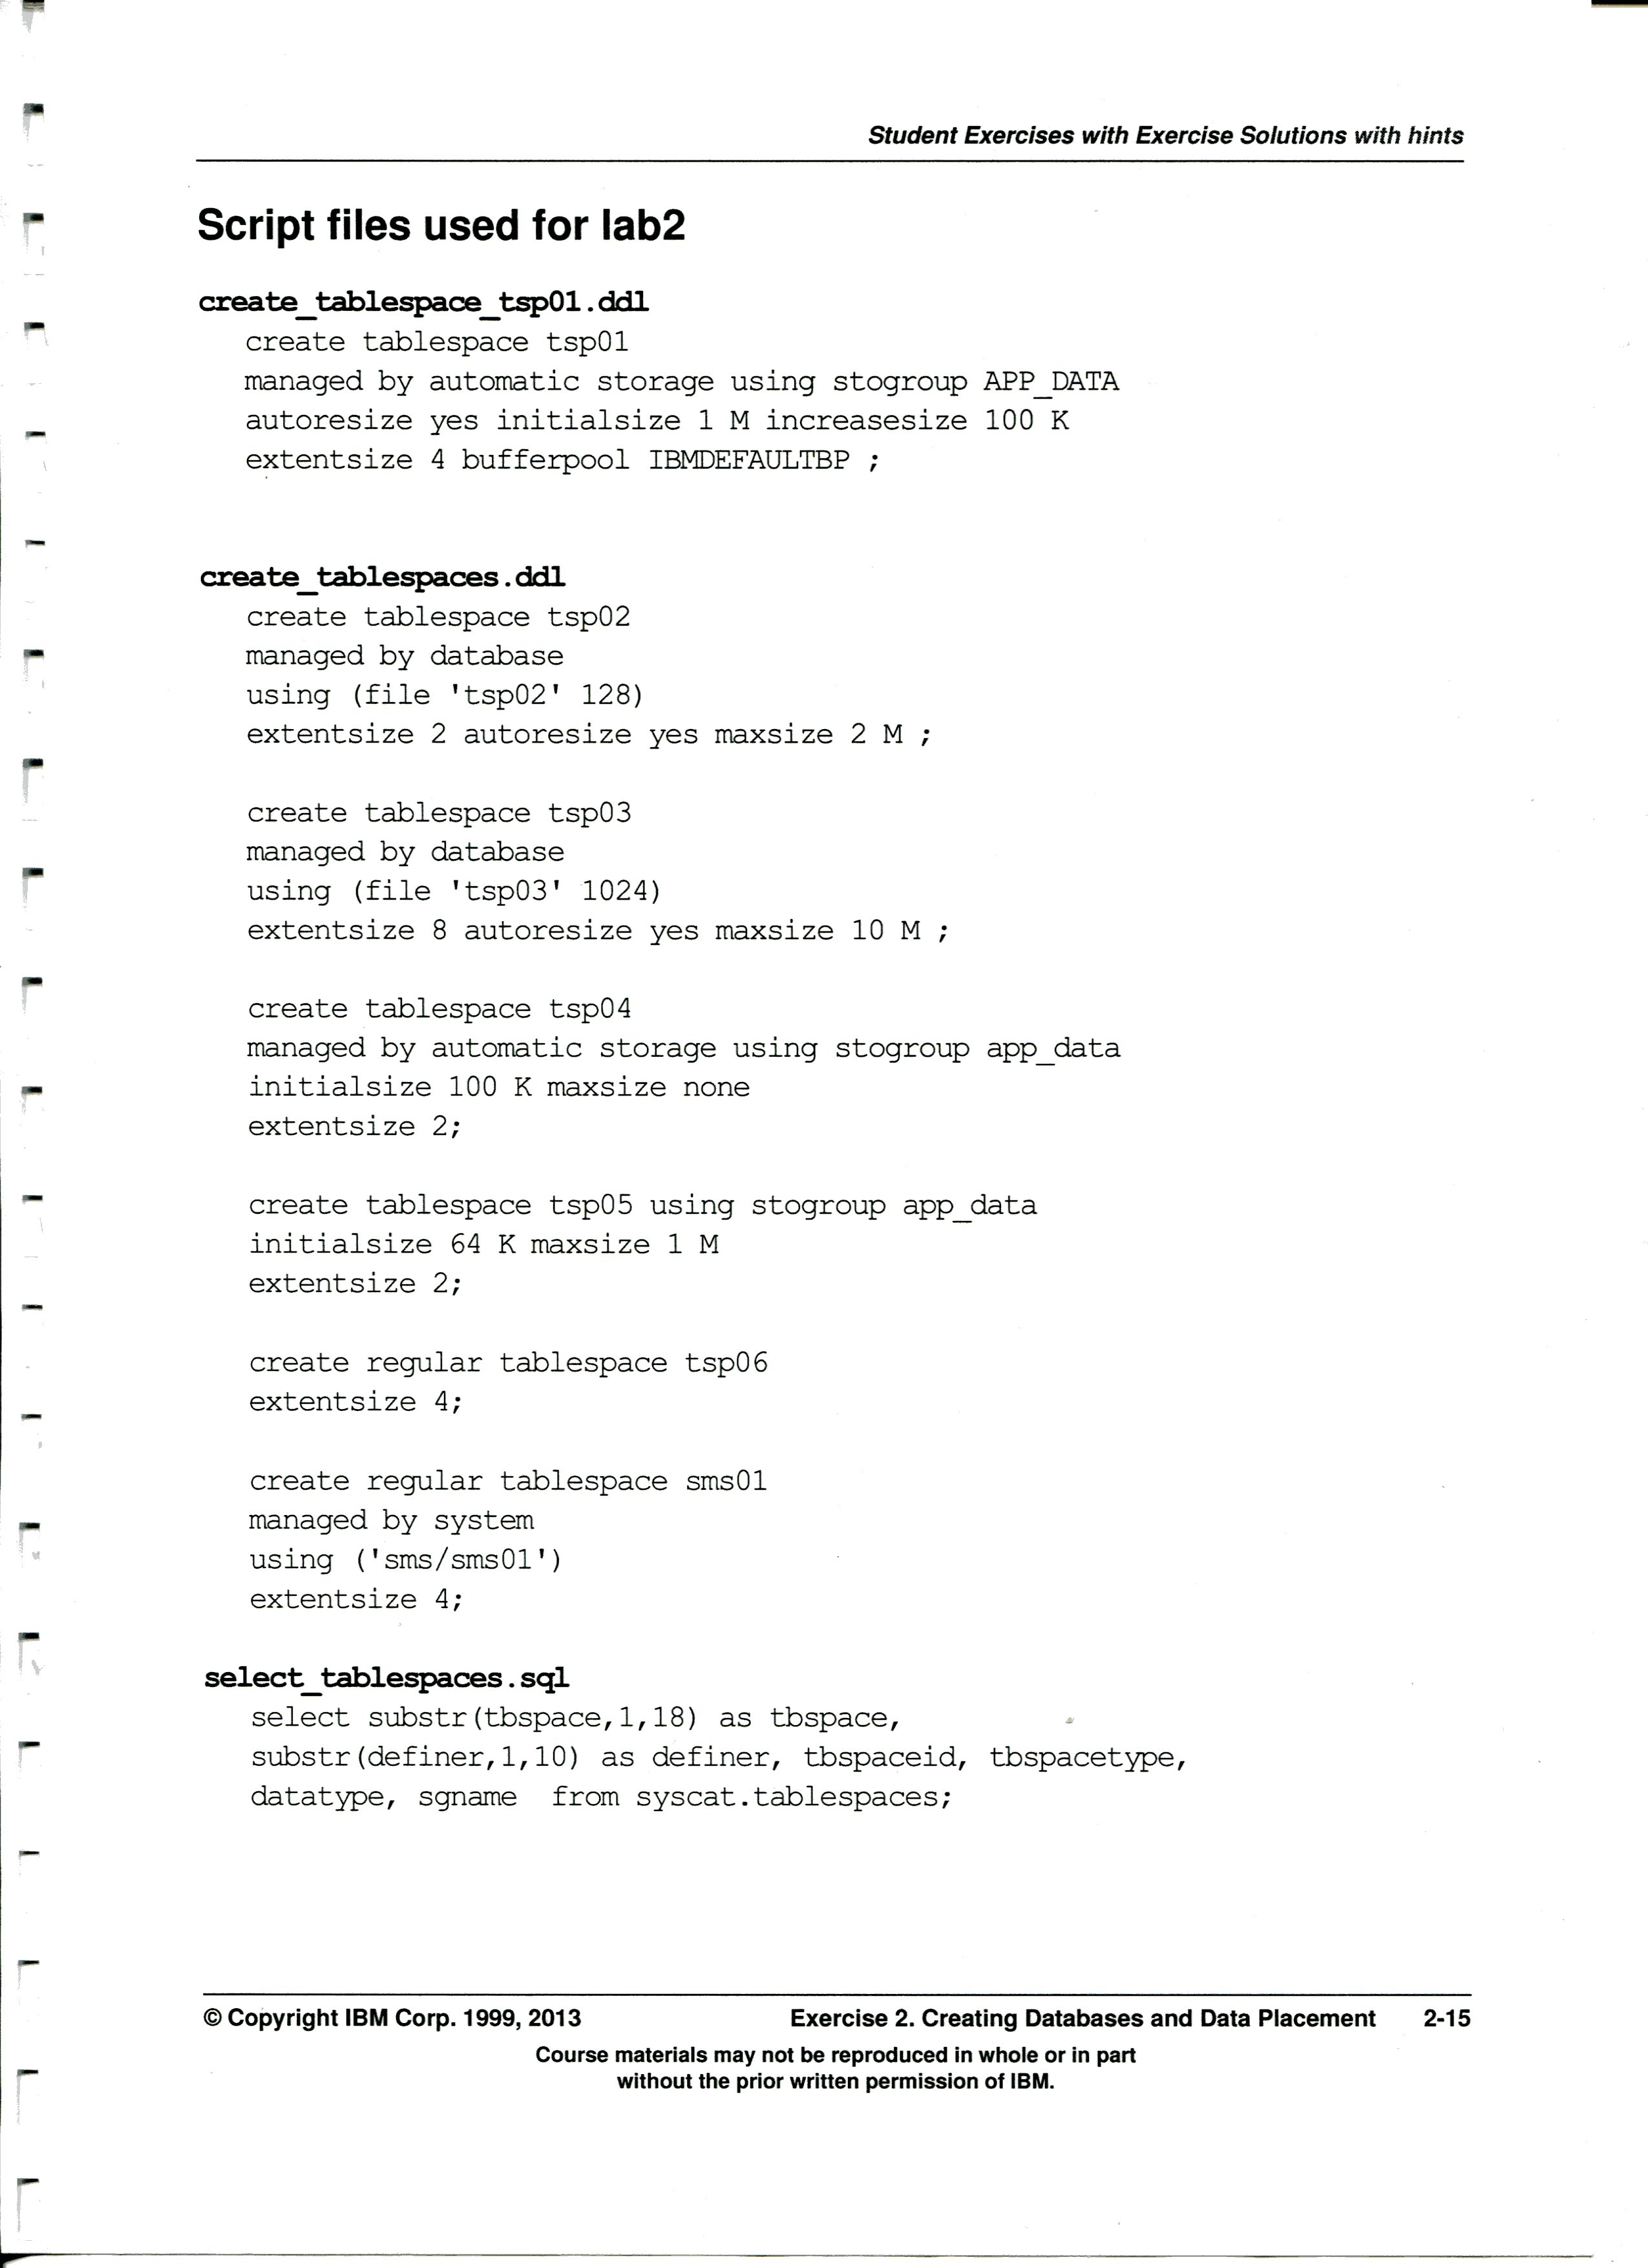 Student Exercises with Exercise Solutions with hints
Script files used for lab2
create_tablespace_tsp01.ddl
create tablespace tsp01
managed by automatic storage using stogroup APP_DATA
autoresize yes initialsize 1 M increasesize 100 K
extentsize 4 bufferpool IBMDEFAULTBP ;
create_tablespaces.ddl
create tablespace tsp02
managed by database
using (file 'tsp02' 128)
extentsize 2 autoresize yes maxsize 2 M ;
create tablespace tsp03
managed by database
using (file 'tsp03' 1024)
extentsize 8 autoresize yes maxsize 10 M ;
create tablespace tsp04
managed by automatic storage using stogroup app_data
initialsize 100 K maxsize none
extentsize 2;
create tablespace tsp05 using stogroup app_data
initialsize 64 K maxsize 1 M
extentsize 2;
create regular tablespace tsp06
extentsize 4;
create regular tablespace sms01
managed by system
using ('sms/sms01')
extentsize 4;
select_tablespaces.sql
select substr(tbspace,1,18) as tbspace,
substr(definer,1,10) as definer, tbspaceid, tbspacetype,
datatype, sgname  from syscat.tablespaces;
© Copyright IBM Corp. 1999, 2013 Exercise 2. Creating Databases and Data Placement 2-15
Course materials may not be reproduced in whole or in part
without the prior written permission of IBM.